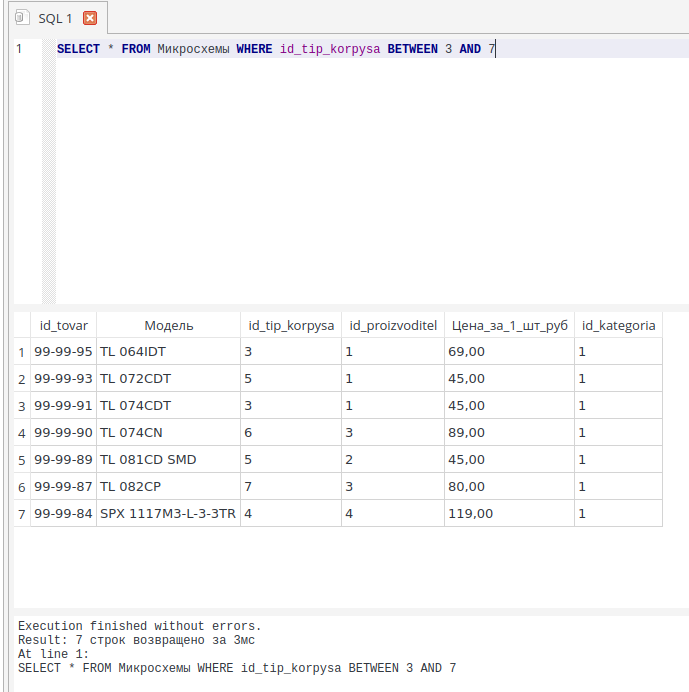 SQL 1
1 SELECT * FROM Микросхемы WHERE id_tip_korpysa BETWEEN 3 AND 7
id_tovar Модель id_tip_korpysa id_proizvoditel Цена_за_1_шт_руб id_kategoria
1 99-99-95 TL 064IDT 3 1 69,00 1
2 99-99-93 TL 072CDT 5 1 45,00 1
3 99-99-91 TL 074CDT 3 1 45,00 1
4 99-99-90 TL 074CN 6 3 89,00 1
5 99-99-89 TL 081CD SMD 5 2 45,00 1
6 99-99-87 TL 082CP 7 3 80,00 1
7 99-99-84 SPX 1117M3-L-3-3TR 4 4 119,00 1
Execution finished without errors.
Result: 7 строк возвращено за 3мс
At line 1:
SELECT * FROM Микросхемы WHERE id_tip_korpysa BETWEEN 3 AND 7